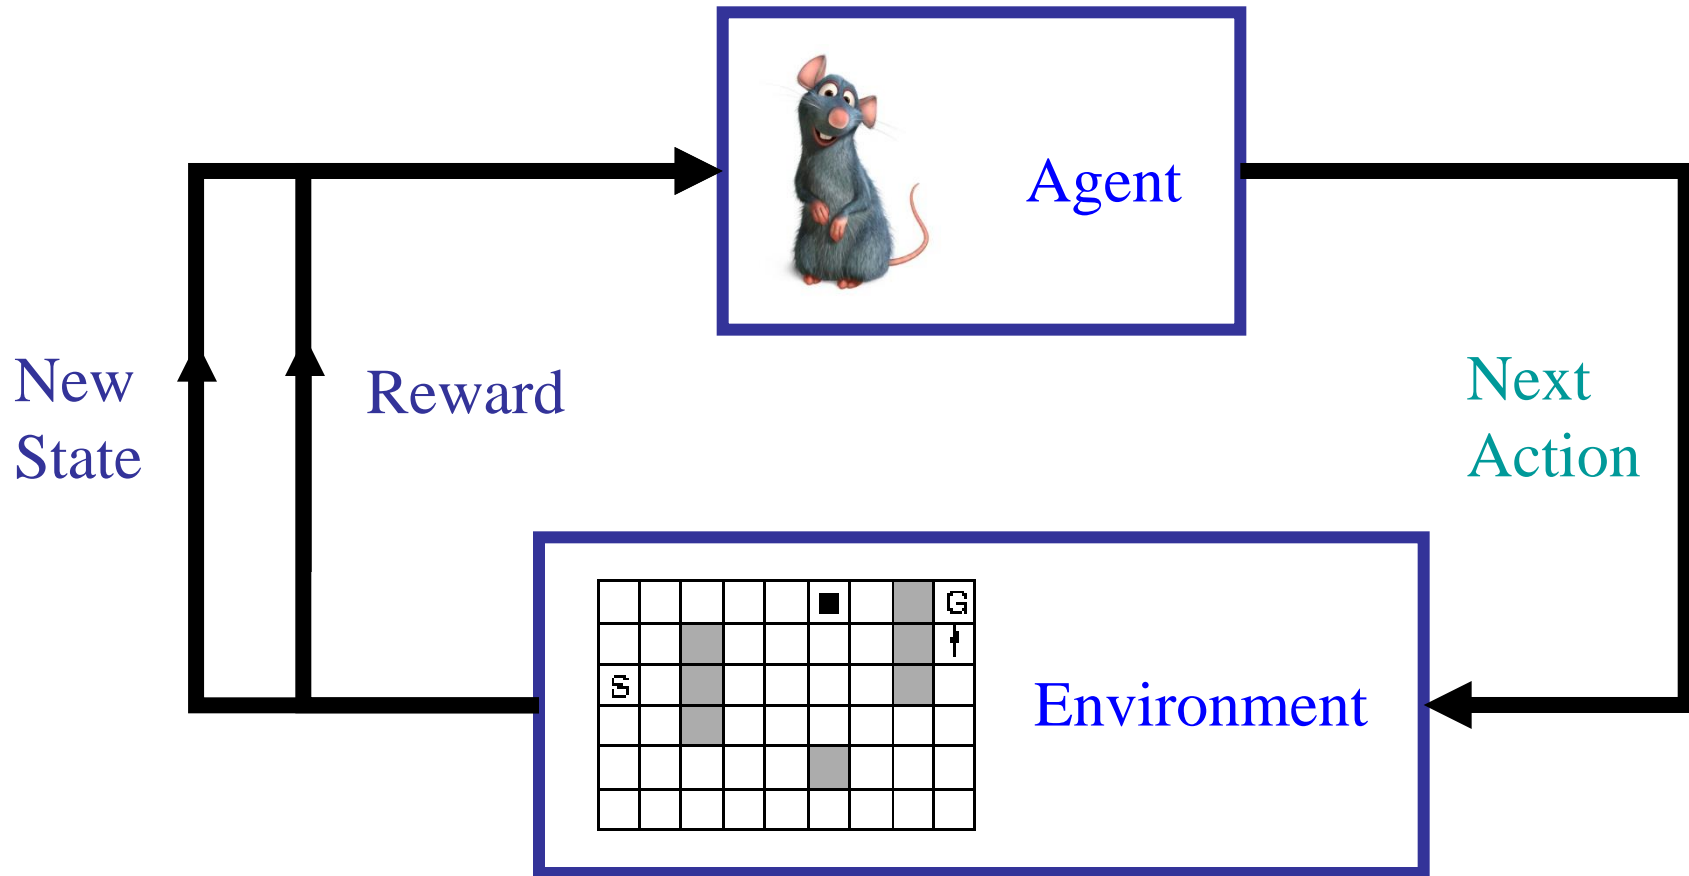 Agent
New
State
Reward
Next
Action
G
S
Environment